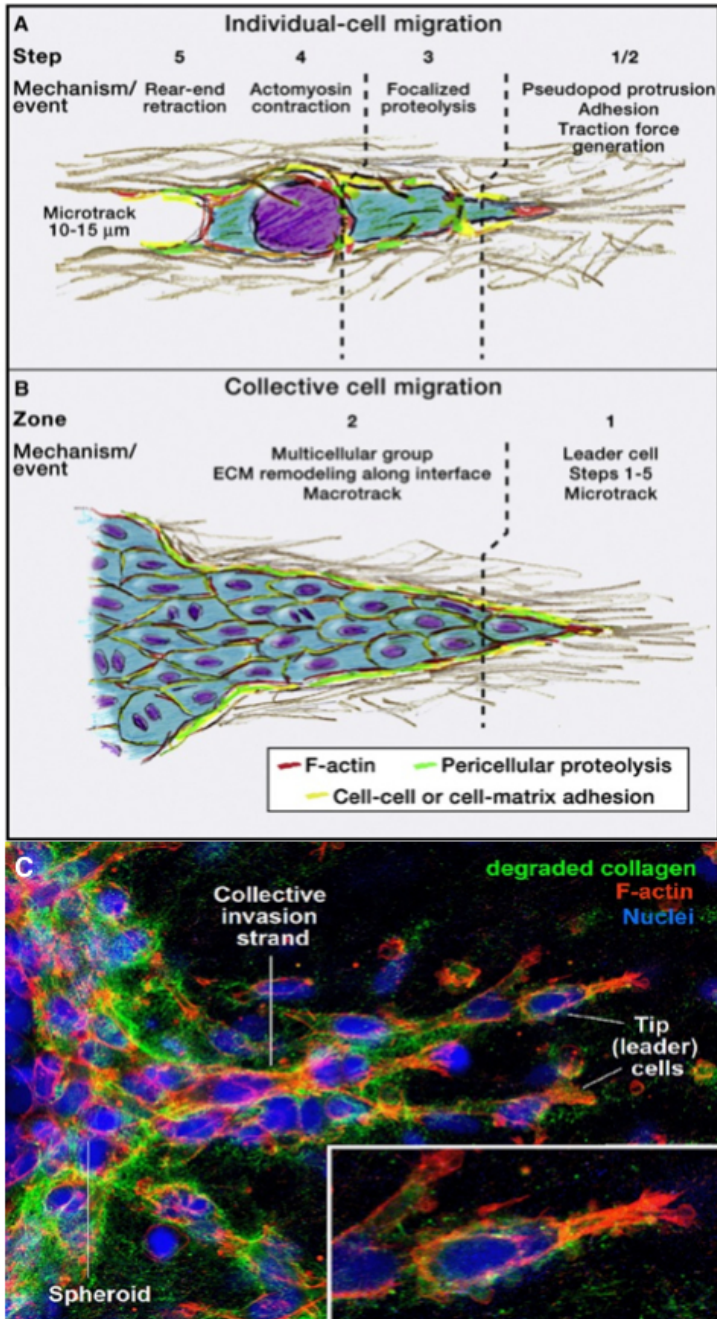 A
Individual-cell migration
Step 5 4 3 1/2
Mechanism/
event
Rear-end
retraction
Actomyosin
contraction
Focalized
proteolysis
Pseudopod protrusion
Adhesion
Traction force
generation
Microtrack
10-15 μm
B
Collective cell migration
Zone 2 1
Mechanism/
event
Multicellular group
ECM remodeling along interface
Macrotrack
Leader cell
Steps 1-5
Microtrack
F-actin
Pericellular proteolysis
Cell-cell or cell-matrix adhesion
C
degraded collagen
F-actin
Nuclei
Collective
invasion
strand
Tip
(leader)
cells
Spheroid